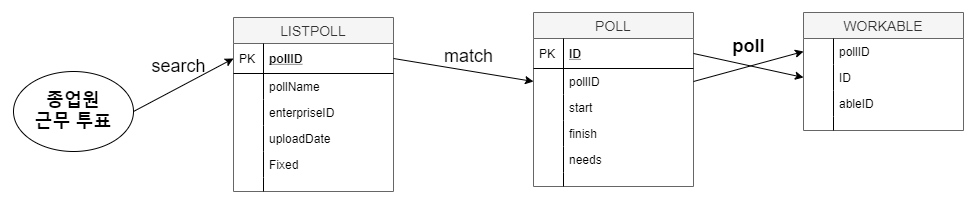 종업원
근무 투표
search
LISTPOLL
PK pollID
pollName
enterpriseID
uploadDate
Fixed
match
POLL
PK ID
pollID
start
finish
needs
poll
WORKABLE
pollID
ID
ableID